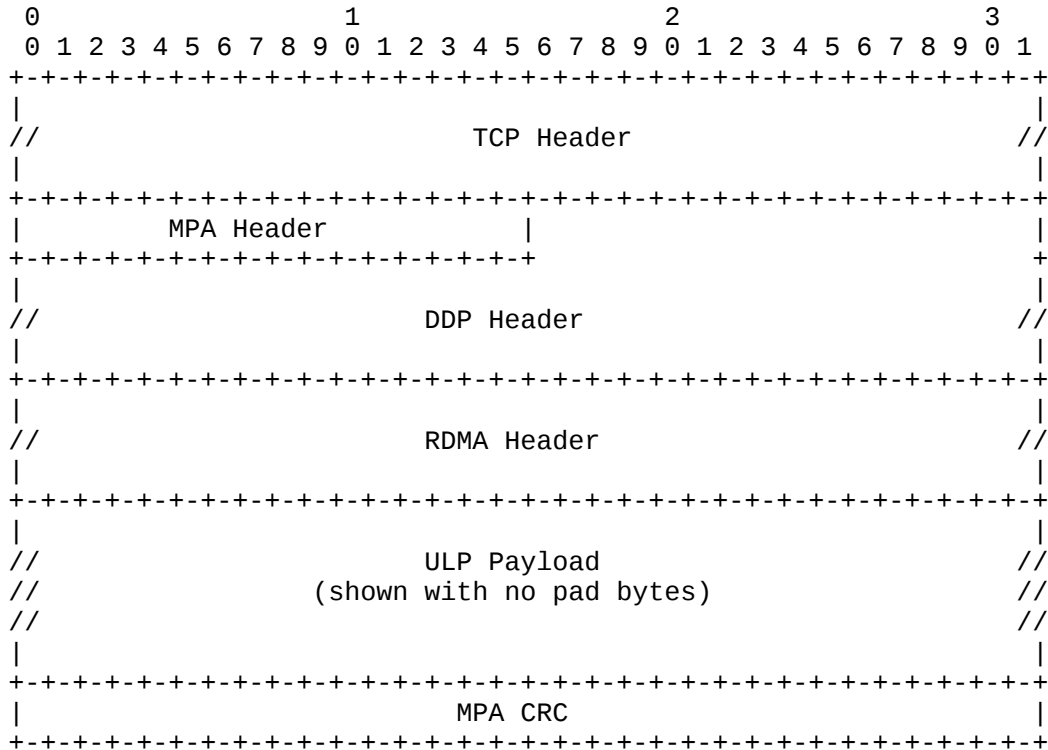 0                   1                   2                   3
 0 1 2 3 4 5 6 7 8 9 0 1 2 3 4 5 6 7 8 9 0 1 2 3 4 5 6 7 8 9 0 1
+-+-+-+-+-+-+-+-+-+-+-+-+-+-+-+-+-+-+-+-+-+-+-+-+-+-+-+-+-+-+-+-+
|                                                               |
//                           TCP Header                        //
|                                                               |
+-+-+-+-+-+-+-+-+-+-+-+-+-+-+-+-+-+-+-+-+-+-+-+-+-+-+-+-+-+-+-+-+
|         MPA Header            |                               |
+-+-+-+-+-+-+-+-+-+-+-+-+-+-+-+-+                               +
|                                                               |
//                        DDP Header                           //
|                                                               |
+-+-+-+-+-+-+-+-+-+-+-+-+-+-+-+-+-+-+-+-+-+-+-+-+-+-+-+-+-+-+-+-+
|                                                               |
//                        RDMA Header                          //
|                                                               |
+-+-+-+-+-+-+-+-+-+-+-+-+-+-+-+-+-+-+-+-+-+-+-+-+-+-+-+-+-+-+-+-+
|                                                               |
//                        ULP Payload                          //
//                 (shown with no pad bytes)                   //
//                                                             //
|                                                               |
+-+-+-+-+-+-+-+-+-+-+-+-+-+-+-+-+-+-+-+-+-+-+-+-+-+-+-+-+-+-+-+-+
|                           MPA CRC                             |
+-+-+-+-+-+-+-+-+-+-+-+-+-+-+-+-+-+-+-+-+-+-+-+-+-+-+-+-+-+-+-+-+